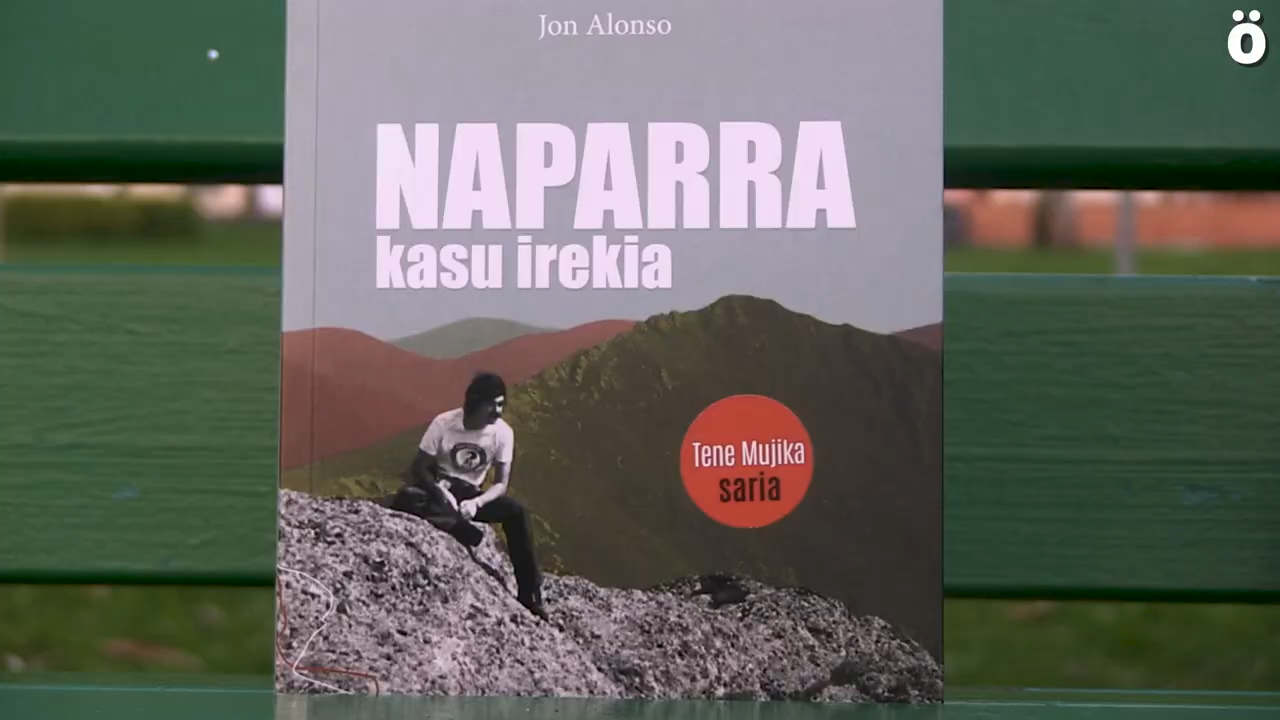 Jon Alonso
ö
NAPARRA
kasu irekia
Tene Mujika
saria